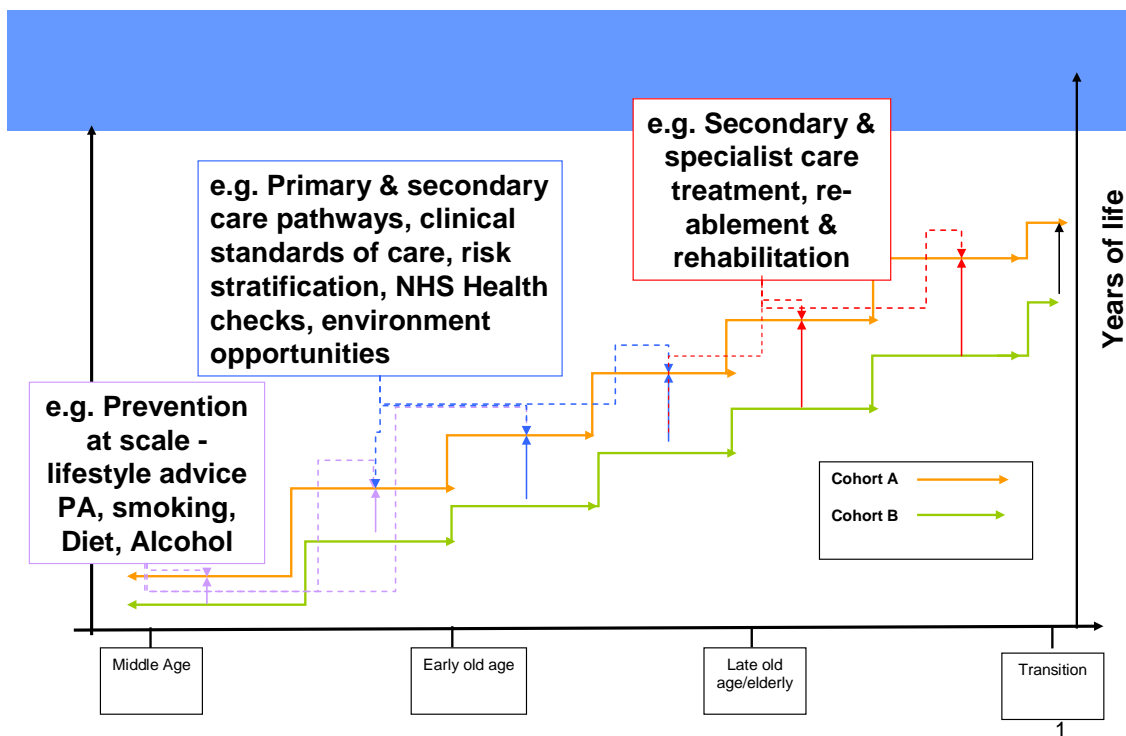 e.g. Secondary &
specialist care
treatment, re-
ablement &
rehabilitation
e.g. Primary & secondary
care pathways, clinical
standards of care, risk
stratification, NHS Health
checks, environment
opportunities
e.g. Prevention
at scale -
lifestyle advice
PA, smoking,
Diet, Alcohol
Years of life
Cohort A
Cohort B
Middle Age
Early old age
Late old
age/elderly
Transition
1